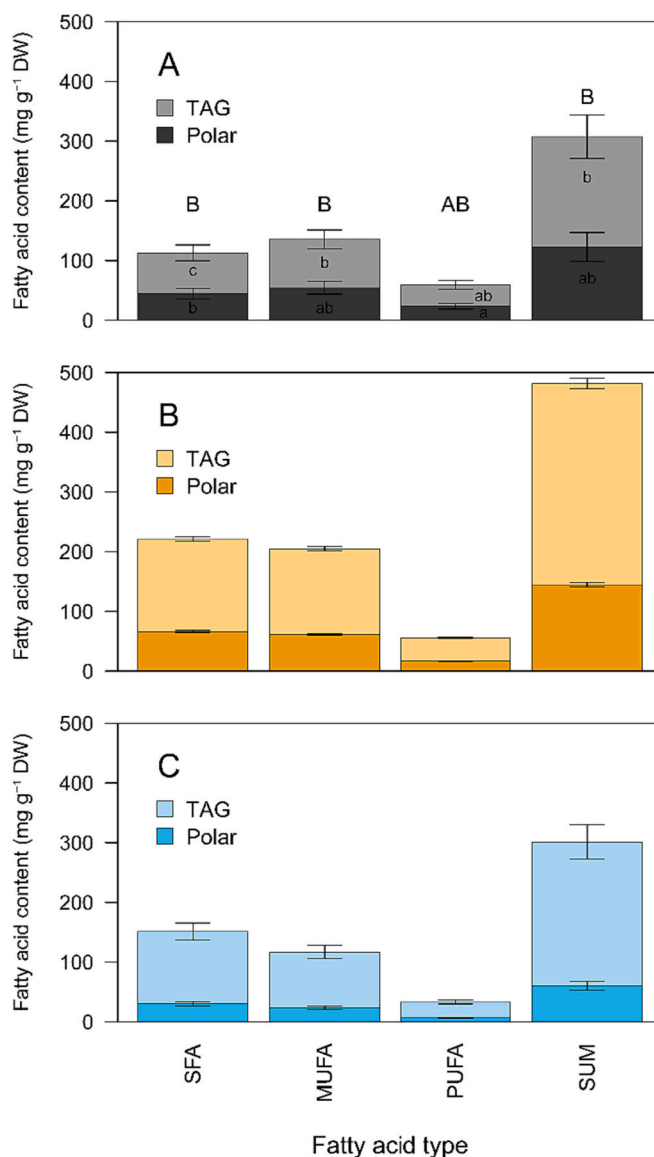 500
400
300
200
100
0
Fatty acid content (mg g⁻¹ DW)
A
TAG
Polar
B
B
AB
B
c
b
b
ab
ab
a
b
ab
500
400
300
200
100
0
Fatty acid content (mg g⁻¹ DW)
B
TAG
Polar
500
400
300
200
100
0
Fatty acid content (mg g⁻¹ DW)
C
TAG
Polar
SFA
MUFA
PUFA
SUM
Fatty acid type